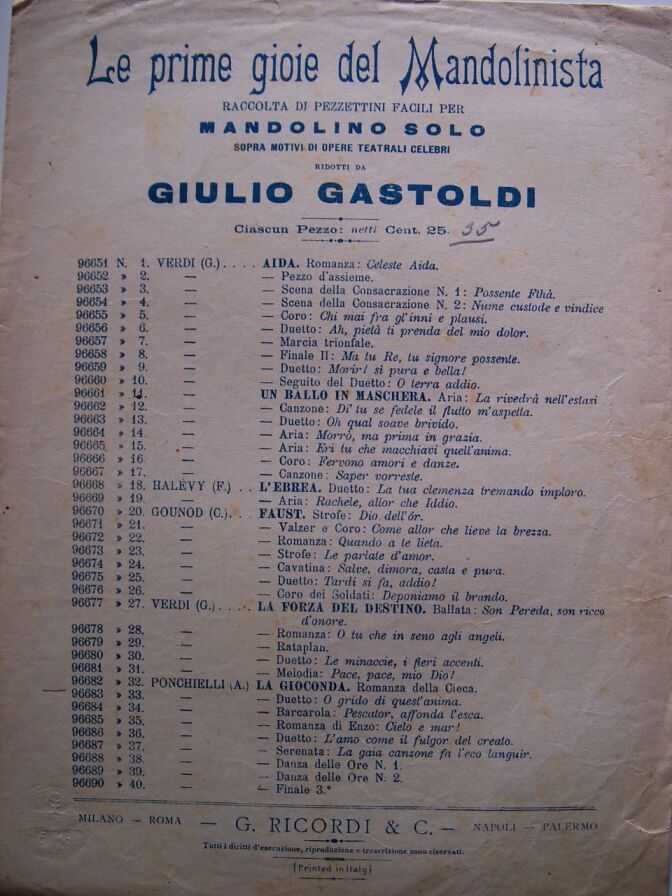 Le prime gioie del Mandolinista
RACCOLTA DI PEZZETTINI FACILI PER
MANDOLINO SOLO
SOPRA MOTIVI DI OPERE TEATRALI CELEBRI
RIDOTTI DA
GIULIO GASTOLDI
Ciascun Pezzo: netti Cent. 25. 35
96651 N. 1. VERDI (G.) . . . . AIDA. Romanza: Celeste Aida.
96652 » 2. — — Pezzo d'assieme.
96653 » 3. — — Scena della Consacrazione N. 1: Possente Fthà.
96654 » 4. — — Scena della Consacrazione N. 2: Nume custode e vindice
96655 » 5. — — Coro: Chi mai fra gl'inni e plausi.
96656 » 6. — — Duetto: Ah, pietà ti prenda del mio dolor.
96657 » 7. — — Marcia trionfale.
96658 » 8. — — Finale II: Ma tu Re, tu signore possente.
96659 » 9. — — Duetto: Morir! sì pura e bella!
96660 » 10. — — Seguito del Duetto: O terra addio.
96661 » 11. UN BALLO IN MASCHERA. Aria: La rivedrà nell'estasi
96662 » 12. — — Canzone: Di' tu se fedele il flutto m'aspetta.
96663 » 13. — — Duetto: Oh qual soave brivido.
96664 » 14. — — Aria: Morrò, ma prima in grazia.
96665 » 15. — — Aria: Eri tu che macchiavi quell'anima.
96666 » 16. — — Coro: Fervono amori e danze.
96667 » 17. — — Canzone: Saper vorreste.
96668 » 18. HALÉVY (F.) . . L'EBREA. Duetto: La tua clemenza tremando imploro.
96669 » 19. — — Aria: Rachele, allor che Iddio.
96670 » 20. GOUNOD (C.) . . . FAUST. Strofe: Dio dell'ôr.
96671 » 21. — — Valzer e Coro: Come allor che lieve la brezza.
96672 » 22. — — Romanza: Quando a te lieta.
96673 » 23. — — Strofe: Le parlate d'amor.
96674 » 24. — — Cavatina: Salve, dimora, casta e pura.
96675 » 25. — — Duetto: Tardi si fa, addio!
96676 » 26. — — Coro dei Soldati: Deponiamo il brando.
96677 » 27. VERDI (G.) . . . . LA FORZA DEL DESTINO. Ballata: Son Pereda, son ricco
d'onore.
96678 » 28. — — Romanza: O tu che in seno agli angeli.
96679 » 29. — — Rataplan.
96680 » 30. — — Duetto: Le minaccie, i fieri accenti.
96681 » 31. — — Melodia: Pace, pace, mio Dio!
96682 » 32. PONCHIELLI (A.) LA GIOCONDA. Romanza della Cieca.
96683 » 33. — — Duetto: O grido di quest'anima.
96684 » 34. — — Barcarola: Pescator, affonda l'esca.
96685 » 35. — — Romanza di Enzo: Cielo e mar!
96686 » 36. — — Duetto: L'amo come il fulgor del creato.
96687 » 37. — — Serenata: La gaia canzone fa l'eco languir.
96688 » 38. — — Danza delle Ore N. 1.
96689 » 39. — — Danza delle Ore N. 2.
96690 » 40. — — Finale 3.º
MILANO — ROMA — G. RICORDI & C. — NAPOLI — PALERMO
Tutti i diritti d'esecuzione, riproduzione e trascrizione sono riservati.
(Printed in Italy)